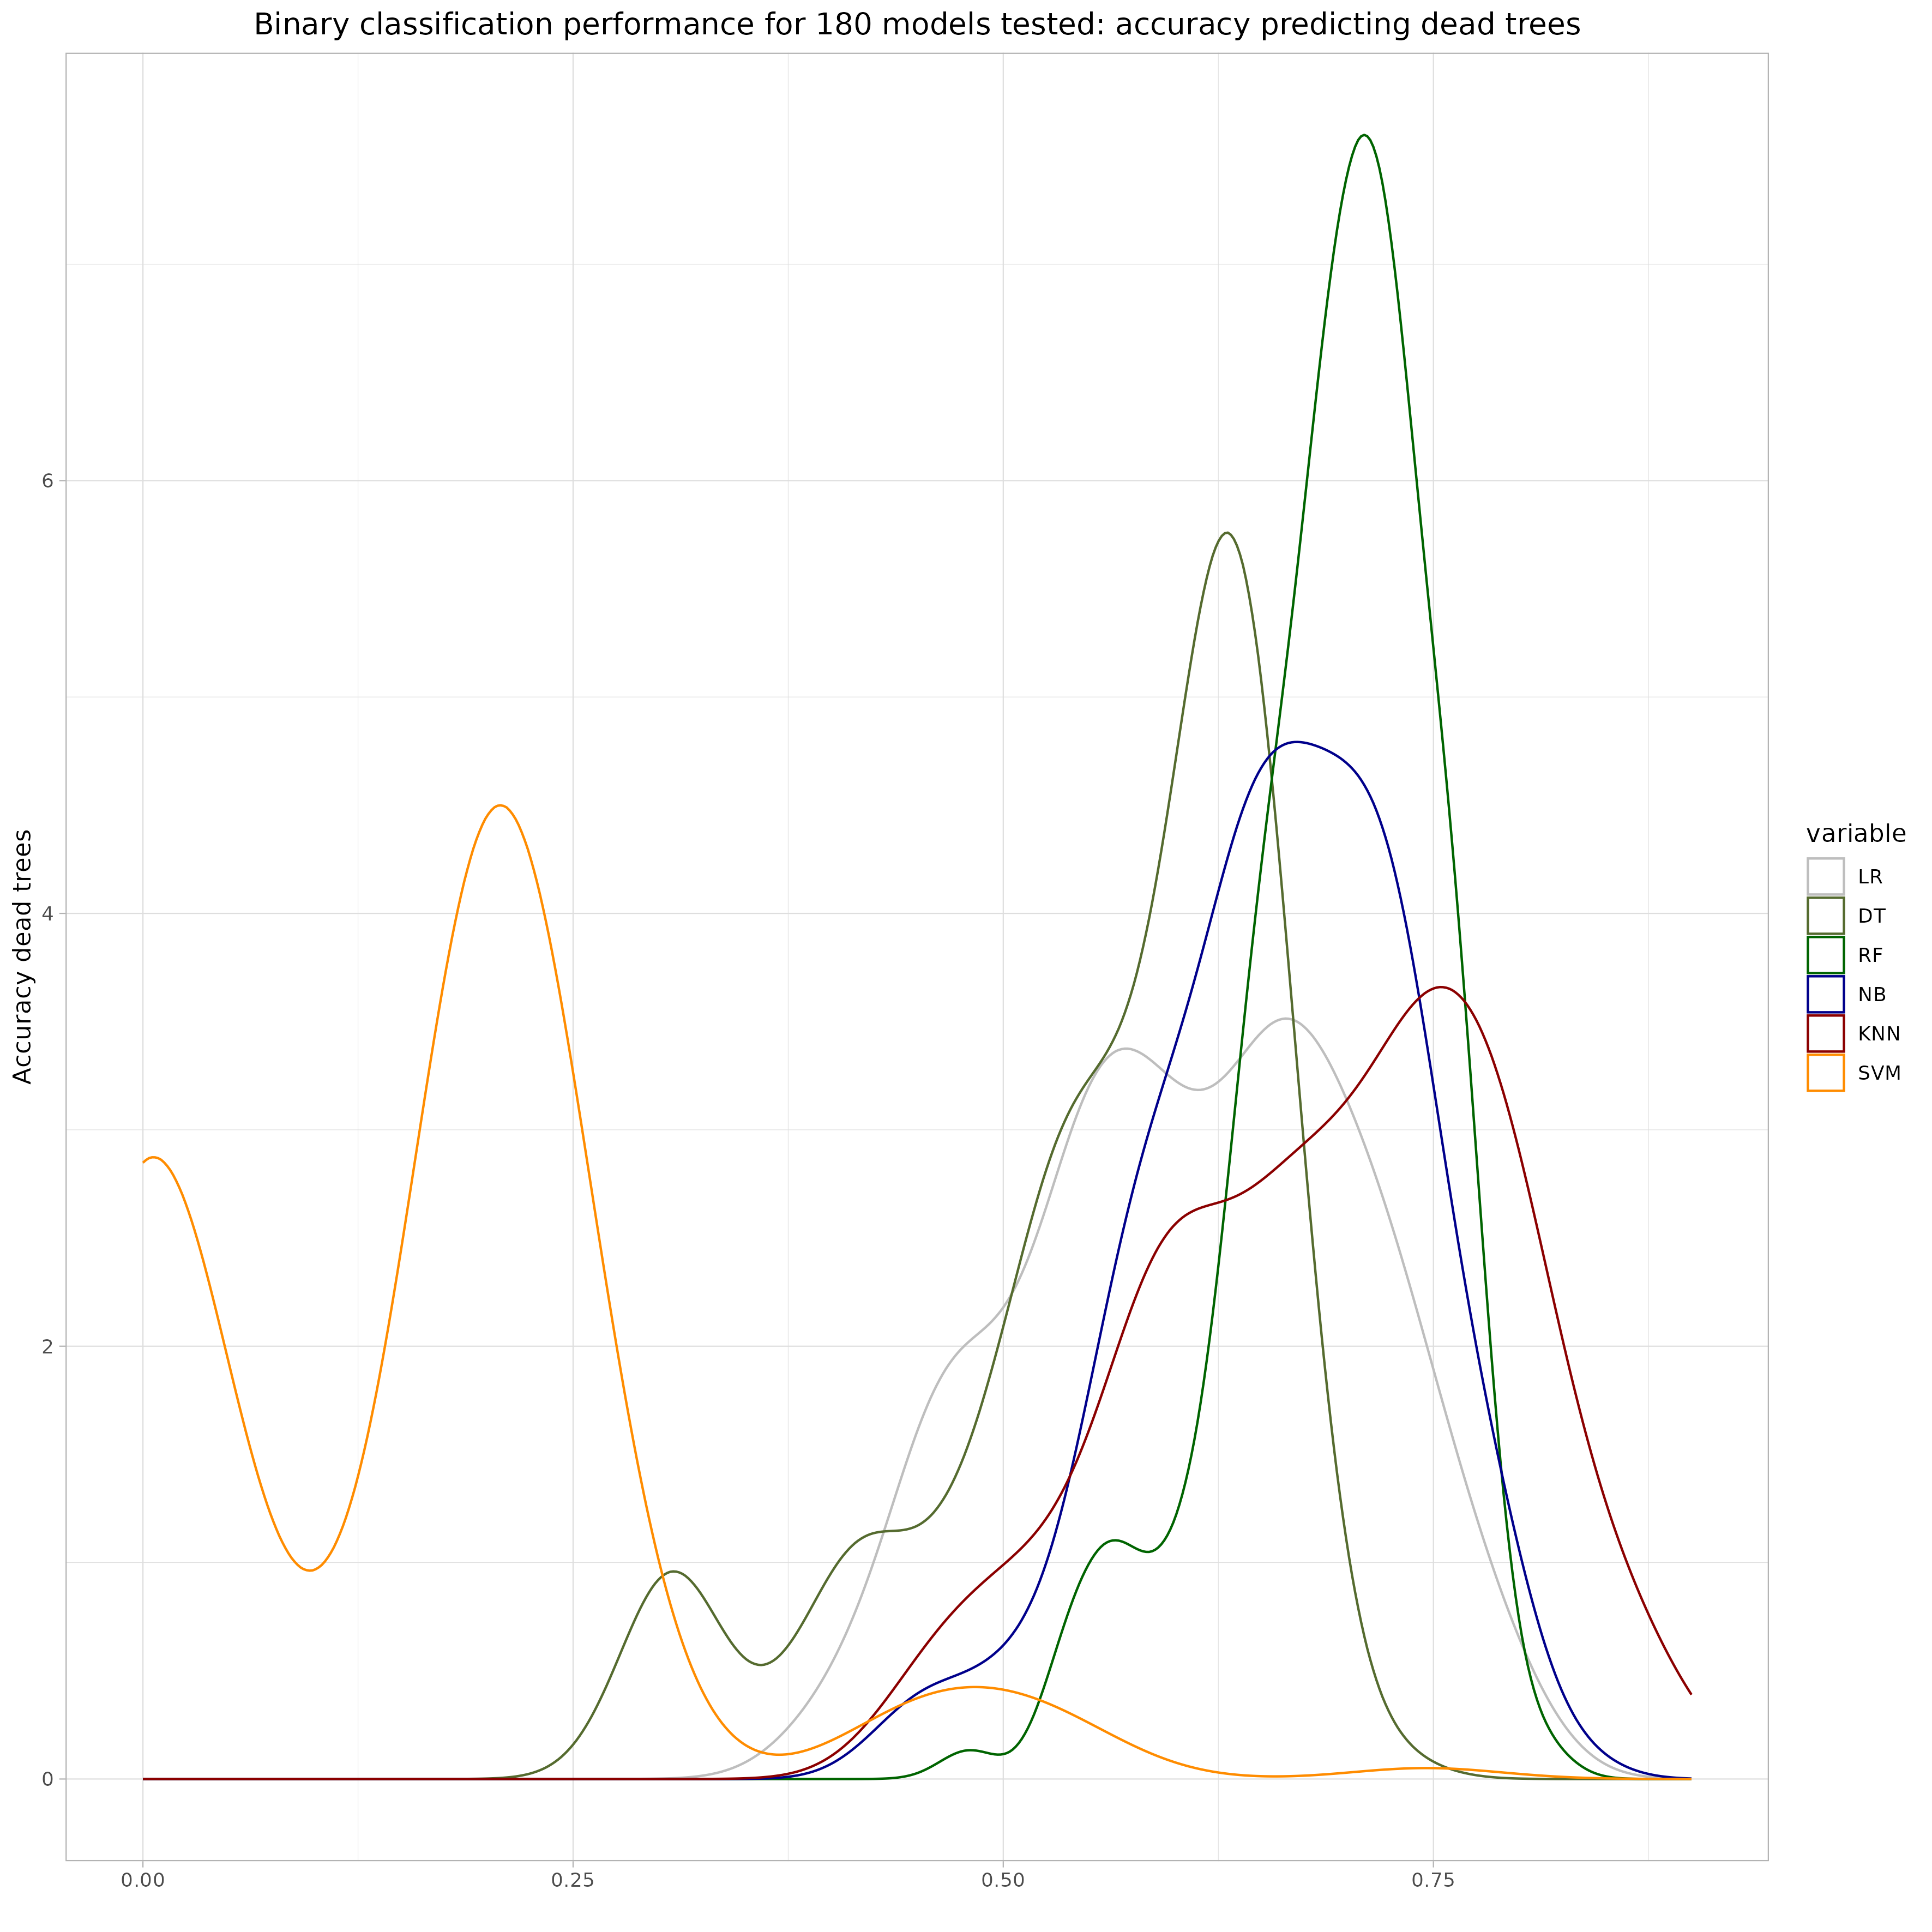 Binary classification performance for 180 models tested: accuracy predicting dead trees
Accuracy dead trees
6
4
2
0
0.00
0.25
0.50
0.75
variable
LR
DT
RF
NB
KNN
SVM